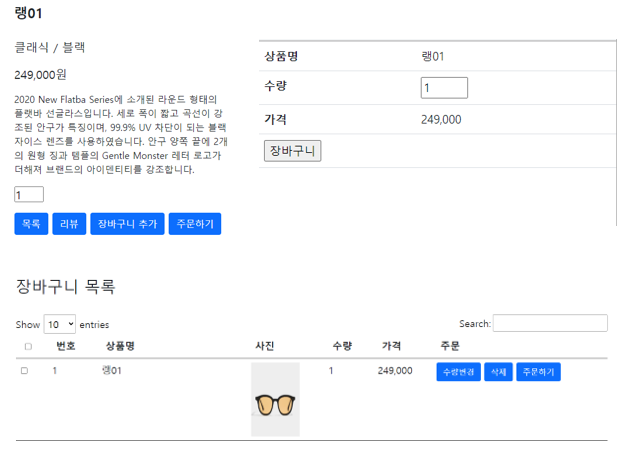 랭01
클래식 / 블랙
249,000원
2020 New Flatba Series에 소개된 라운드 형태의
플랫바 선글라스입니다. 세로 폭이 짧고 곡선이 강
조된 안구가 특징이며, 99.9% UV 차단이 되는 블랙
자이스 렌즈를 사용하였습니다. 안구 양쪽 끝에 2개
의 원형 징과 템플의 Gentle Monster 레터 로고가
더해져 브랜드의 아이덴티티를 강조합니다.
1
목록 리뷰 장바구니 추가 주문하기
상품명 랭01
수량 1
가격 249,000
장바구니
장바구니 목록
Show 10 entries Search:
번호 상품명 사진 수량 가격 주문
1 랭01 1 249,000 수량변경 삭제 주문하기